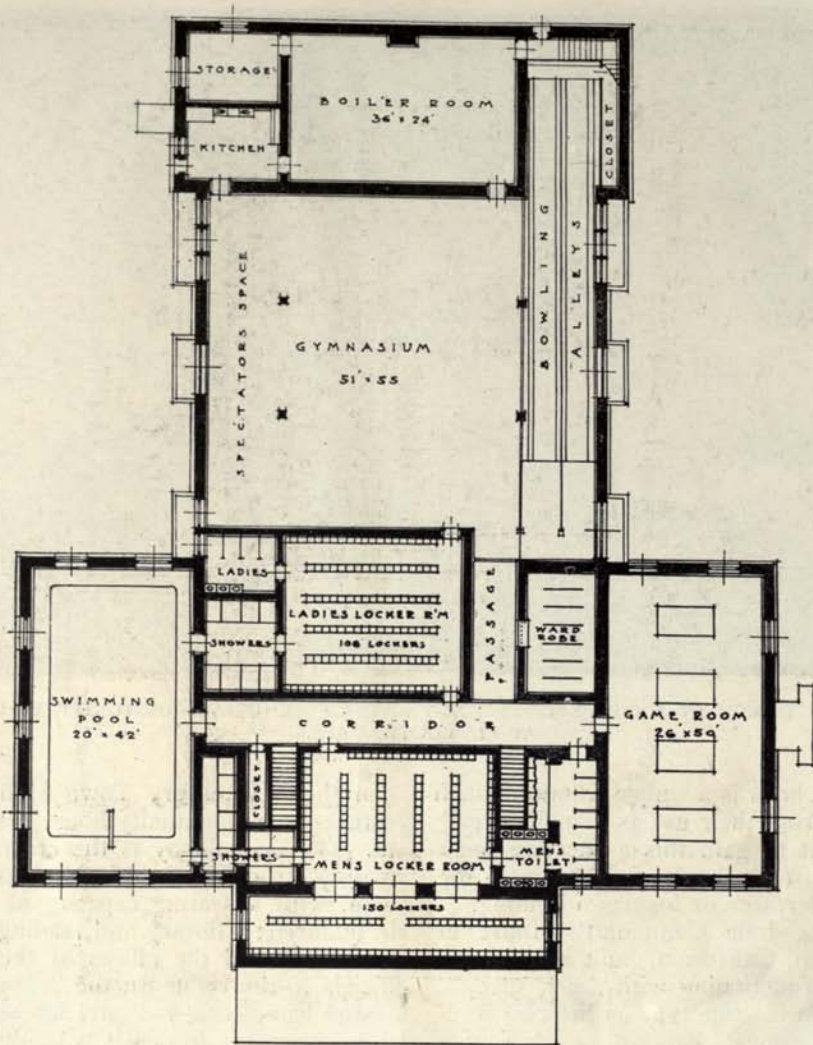 STORAGE
BOILER ROOM
36' x 24'
KITCHEN
CLOSET
BOWLING
ALLEYS
SPECTATORS SPACE
GYMNASIUM
51' x 55
LADIES
LADIES LOCKER R'M
108 LOCKERS
SHOWERS
PASSAGE
WARD
ROBE
SWIMMING
POOL
20' x 42'
CORRIDOR
GAME ROOM
26' x 50'
CLOSET
SHOWERS
MENS LOCKER ROOM
150 LOCKERS
MENS
TOILET